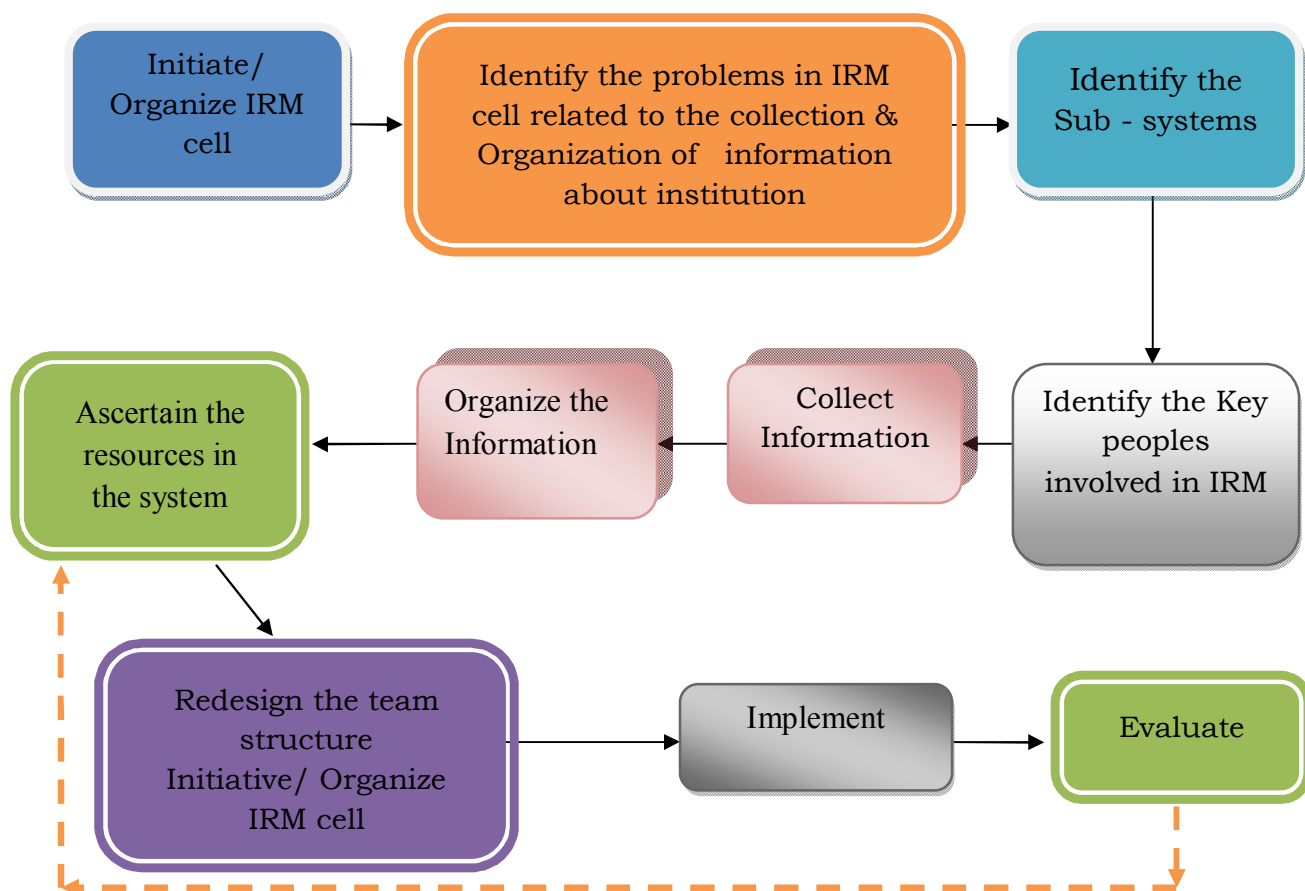 Initiate/
Organize IRM
cell
Identify the problems in IRM
cell related to the collection &
Organization of information
about institution
Identify the
Sub - systems
Identify the Key
peoples
involved in IRM
Collect
Information
Organize the
Information
Ascertain the
resources in
the system
Redesign the team
structure
Initiative/ Organize
IRM cell
Implement
Evaluate